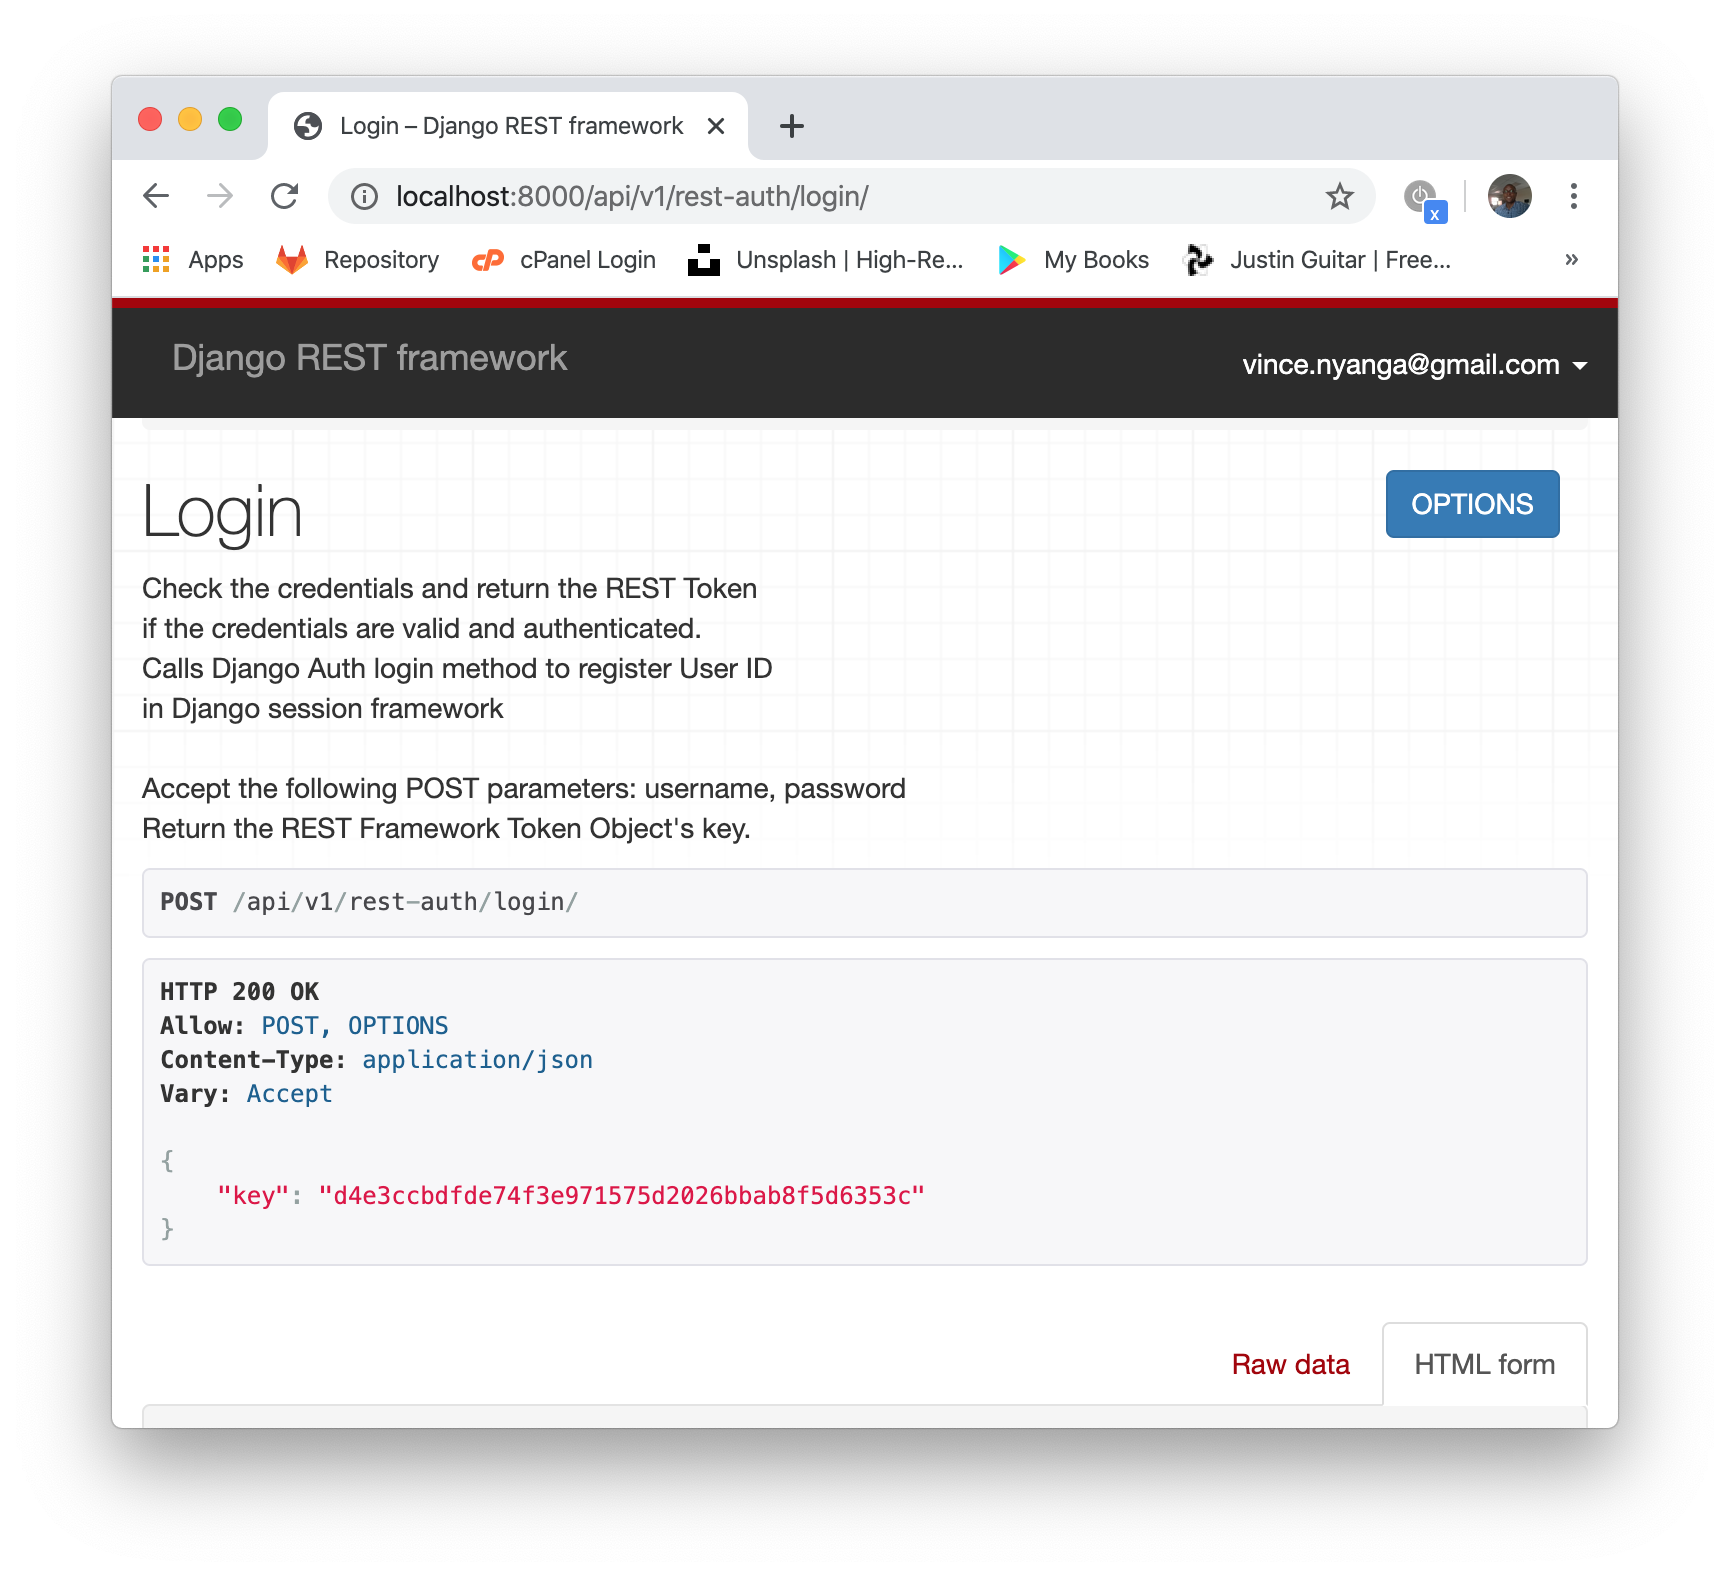 Login – Django REST framework
localhost:8000/api/v1/rest-auth/login/
x
Apps Repository cPanel Login Unsplash | High-Re... My Books Justin Guitar | Free... »
Django REST framework
vince.nyanga@gmail.com
Login
OPTIONS
Check the credentials and return the REST Token
if the credentials are valid and authenticated.
Calls Django Auth login method to register User ID
in Django session framework
Accept the following POST parameters: username, password
Return the REST Framework Token Object's key.
POST /api/v1/rest-auth/login/
HTTP 200 OK
Allow: POST, OPTIONS
Content-Type: application/json
Vary: Accept
{
"key": "d4e3ccbdfde74f3e971575d2026bbab8f5d6353c"
}
Raw data HTML form